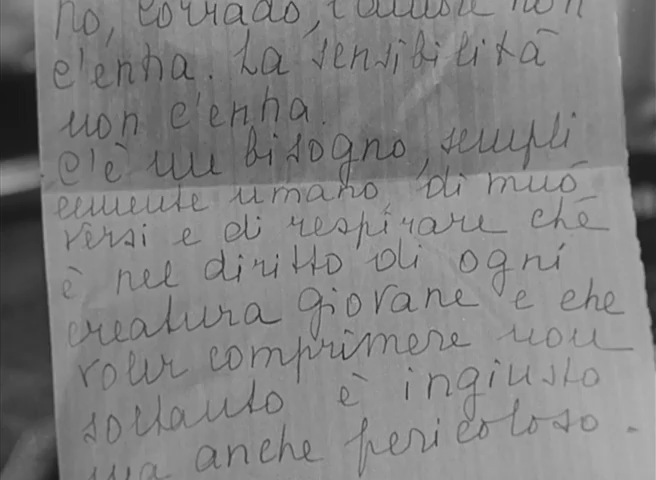 no, Corrado, l'amore non
c'entra. La sensibilità
non c'entra.
C'è un bisogno, sempli
cemente umano, di muo
versi e di respirare che
è nel diritto di ogni
creatura giovane e che
voler comprimere non
soltanto è ingiusto
ma anche pericoloso.